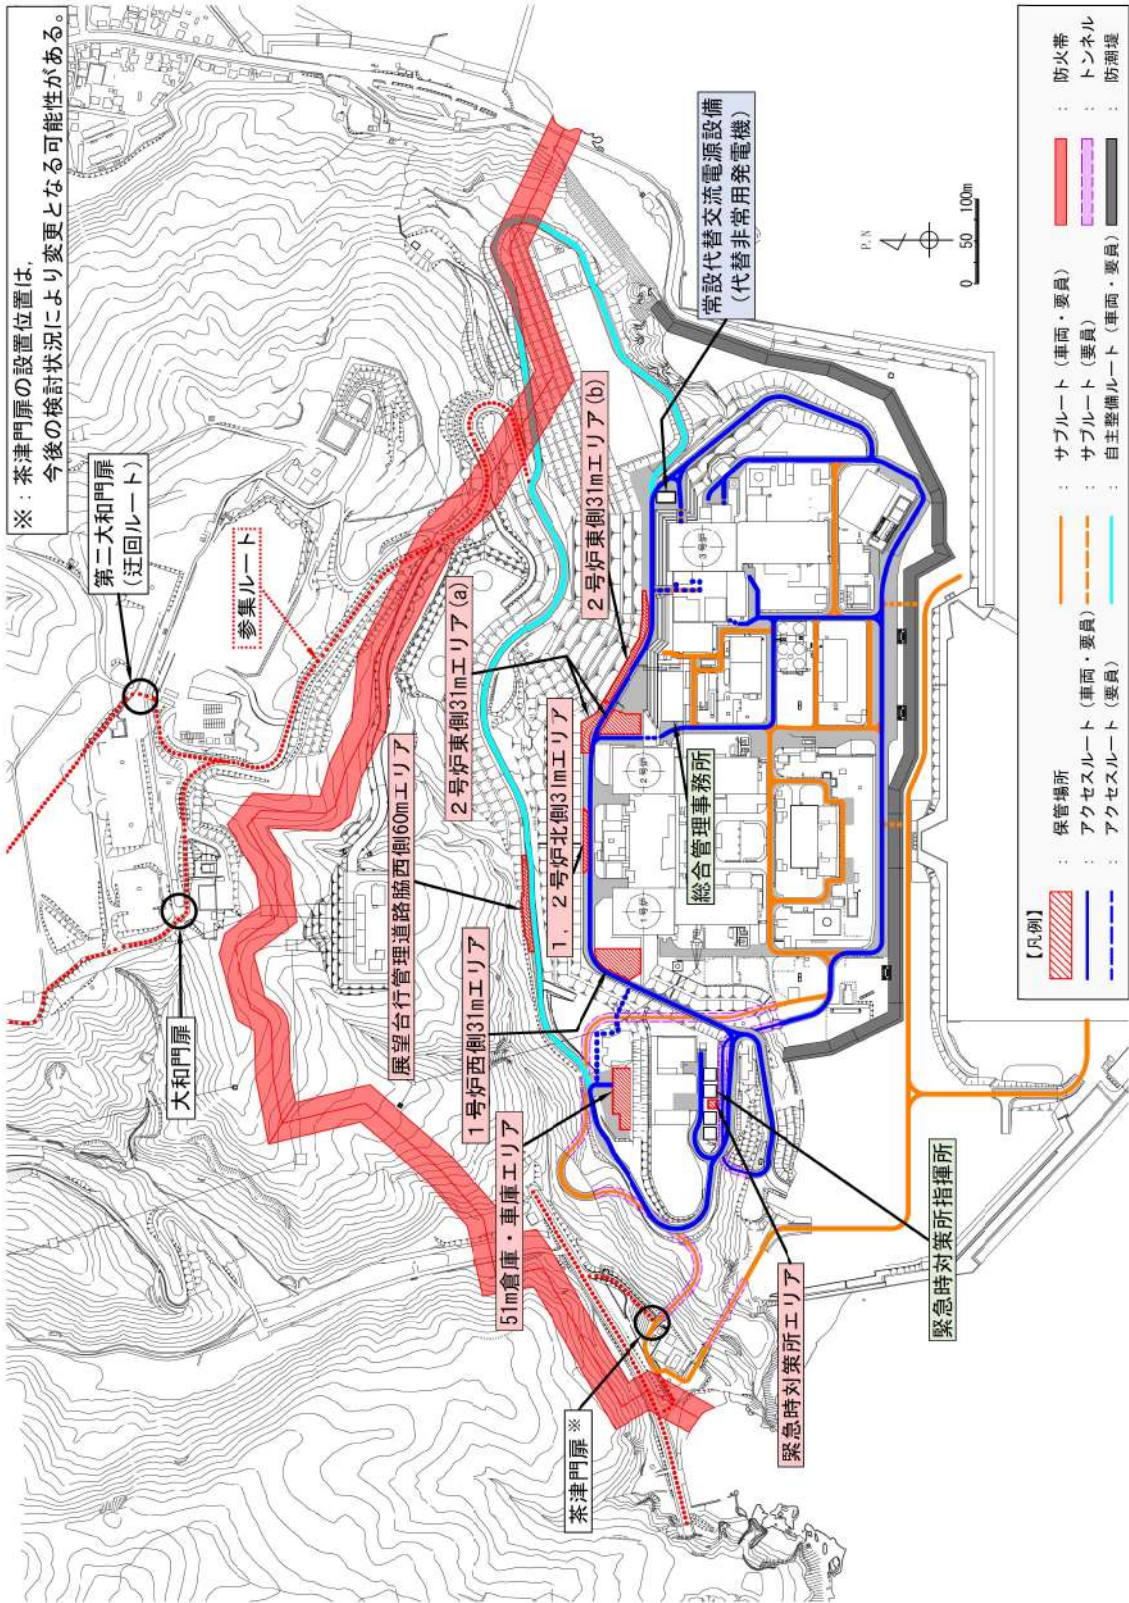 ※：茶津門扉の設置位置は，
今後の検討状況により変更となる可能性がある。
第二大和門扉
（迂回ルート）
参集ルート
大和門扉
展望台行管理道路脇西側60mエリア
2号炉東側31mエリア(a)
2号炉東側31mエリア(b)
常設代替交流電源設備
（代替非常用発電機）
1号炉西側31mエリア
1，2号炉北側31mエリア
51m倉庫・車庫エリア
総合管理事務所
茶津門扉※
緊急時対策所エリア
緊急時対策所指揮所
1号炉
2号炉
3号炉
P.N
0 50 100m
【凡例】
： 保管場所
： アクセスルート（車両・要員）
： アクセスルート（要員）
： サブルート（車両・要員）
： サブルート（要員）
： 自主整備ルート（車両・要員）
： 防火帯
： トンネル
： 防潮堤